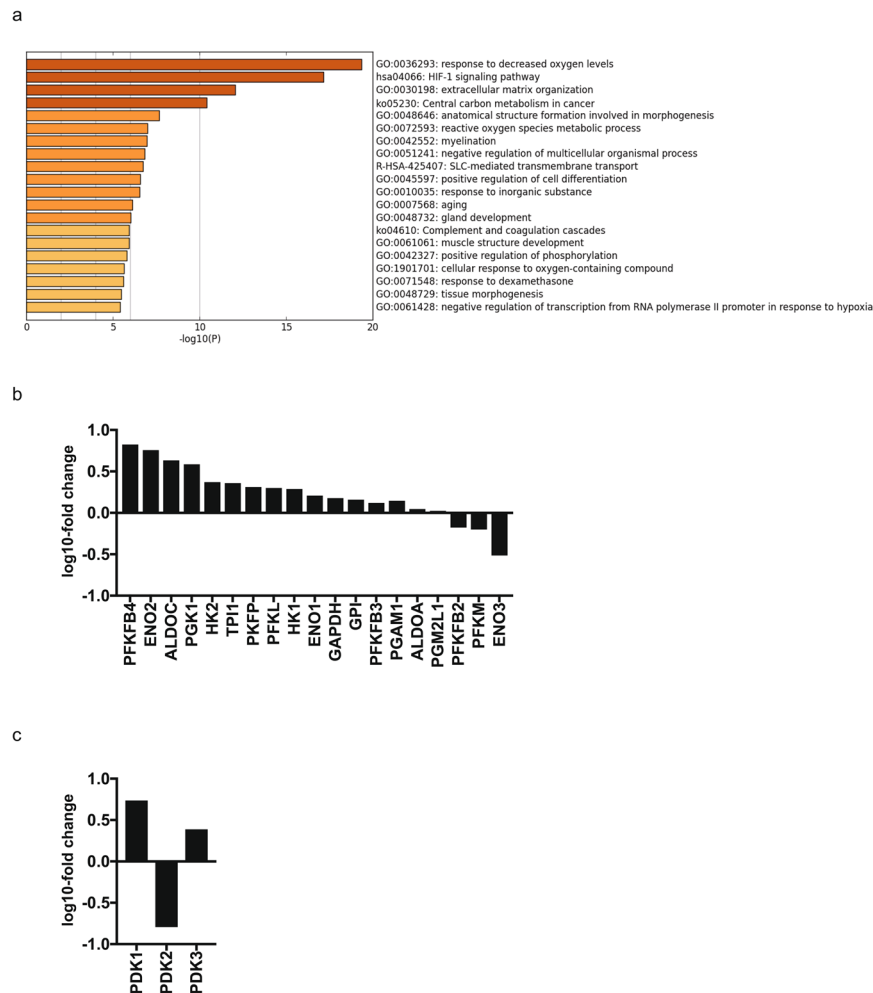 a
GO:0036293: response to decreased oxygen levels
hsa04066: HIF-1 signaling pathway
GO:0030198: extracellular matrix organization
ko05230: Central carbon metabolism in cancer
GO:0048646: anatomical structure formation involved in morphogenesis
GO:0072593: reactive oxygen species metabolic process
GO:0042552: myelination
GO:0051241: negative regulation of multicellular organismal process
R-HSA-425407: SLC-mediated transmembrane transport
GO:0045597: positive regulation of cell differentiation
GO:0010035: response to inorganic substance
GO:0007568: aging
GO:0048732: gland development
ko04610: Complement and coagulation cascades
GO:0061061: muscle structure development
GO:0042327: positive regulation of phosphorylation
GO:1901701: cellular response to oxygen-containing compound
GO:0071548: response to dexamethasone
GO:0048729: tissue morphogenesis
GO:0061428: negative regulation of transcription from RNA polymerase II promoter in response to hypoxia
0 5 10 15 20
-log10(P)
b
log10-fold change
1.0
0.5
0.0
-0.5
-1.0
PFKFB4 ENO2 ALDOC PGK1 HK2 TPI1 PKFP PFKL HK1 ENO1 GAPDH GPI PFKFB3 PGAM1 ALDOA PGM2L1 PFKFB2 PFKM ENO3
c
log10-fold change
1.0
0.5
0.0
-0.5
-1.0
PDK1 PDK2 PDK3